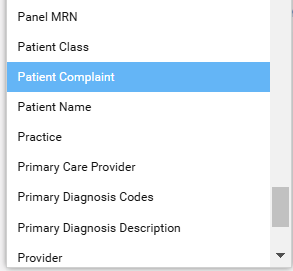 Panel MRN
Patient Class
Patient Complaint
Patient Name
Practice
Primary Care Provider
Primary Diagnosis Codes
Primary Diagnosis Description
Provider